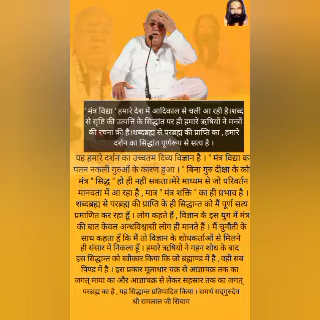 ' मंत्र विद्या ' हमारे देश में आदिकाल से चली आ रही है।शब्द
से सृष्टि की उत्पत्ति के सिद्धांत पर ही हमारे ऋषियों ने मन्त्रों
की रचना की है।शब्दब्रह्म से परब्रह्म की प्राप्ति का , हमारे
दर्शन का सिद्धांत पूर्णरूप से सत्य है ।
यह हमारे दर्शन का उच्चतम दिव्य विज्ञान है । " मंत्र विद्या का
पतन नकली गुरुओं के कारण हुआ । " बिना गुरु दीक्षा के कोई
मंत्र " सिद्ध " हो ही नहीं सकता।मेरे माध्यम से जो परिवर्तन
मानवता में आ रहा है , मात्र " मंत्र शक्ति " का ही प्रभाव है ।
शब्दब्रह्म से परब्रह्म की प्राप्ति के ही सिद्धान्त को मैं पूर्ण सत्य
प्रमाणित कर रहा हूँ । लोग कहते हैं , विज्ञान के इस युग में मंत्र
की बात केवल अन्धविश्वासी लोग ही मानते हैं । मैं चुनौती के
साथ कहता हूँ कि मैं तो विज्ञान के शोधकर्ताओं से मिलने
ही संसार में निकला हूँ । हमारे ऋषियों ने गहन शोध के बाद
इस सिद्धान्त को स्वीकार किया कि जो ब्रह्माण्ड में है , वही सब
पिण्ड में है । इस प्रकार मूलाधार चक्र से आज्ञाचक्र तक का
जगत् माया का और आज्ञाचक्र से लेकर सहस्रार तक का जगत्
परब्रह्म का है , यह सिद्धान्त प्रतिपादित किया । समर्थ सद्गुरुदेव
श्री रामलाल जी सियाग